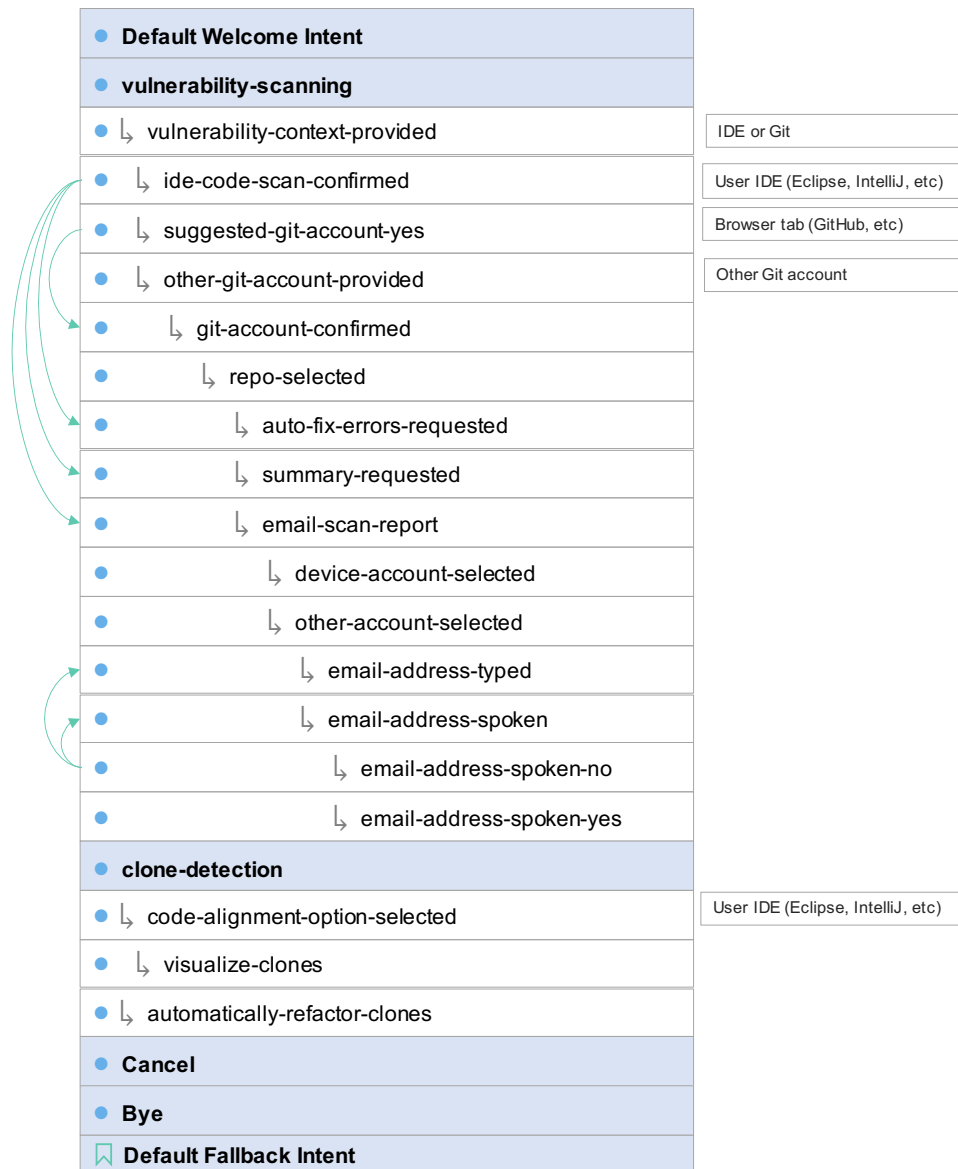 Default Welcome Intent
vulnerability-scanning
vulnerability-context-provided
IDE or Git
ide-code-scan-confirmed
User IDE (Eclipse, IntelliJ, etc)
suggested-git-account-yes
Browser tab (GitHub, etc)
other-git-account-provided
Other Git account
git-account-confirmed
repo-selected
auto-fix-errors-requested
summary-requested
email-scan-report
device-account-selected
other-account-selected
email-address-typed
email-address-spoken
email-address-spoken-no
email-address-spoken-yes
clone-detection
code-alignment-option-selected
User IDE (Eclipse, IntelliJ, etc)
visualize-clones
automatically-refactor-clones
Cancel
Bye
Default Fallback Intent